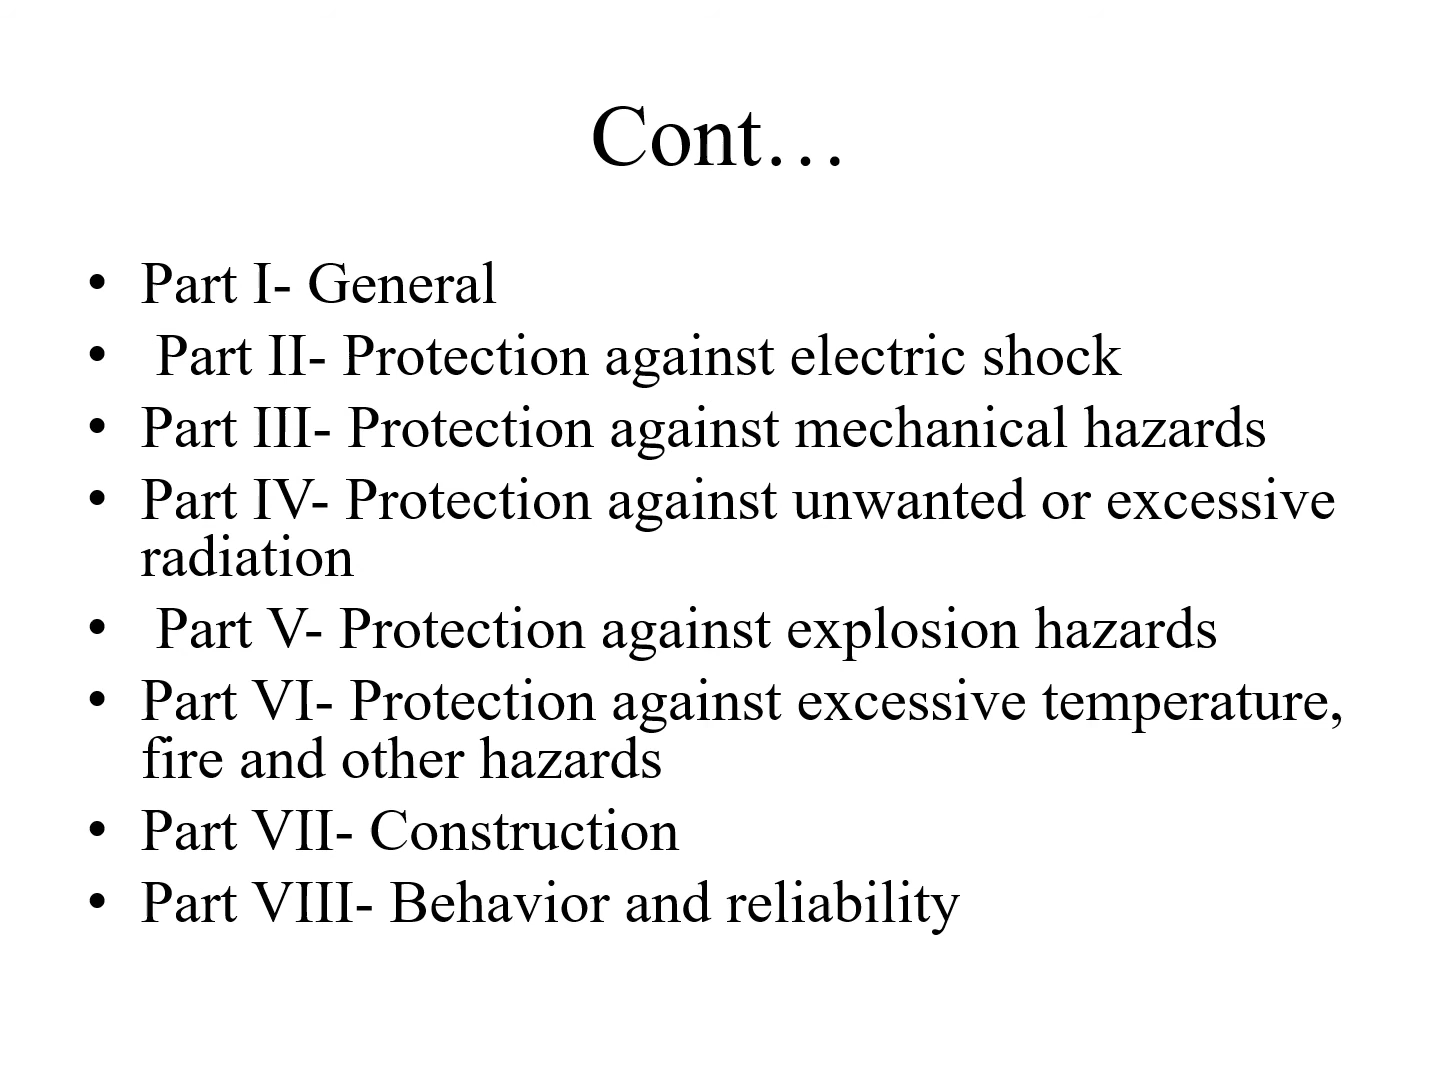 Cont…
• Part I- General
• Part II- Protection against electric shock
• Part III- Protection against mechanical hazards
• Part IV- Protection against unwanted or excessive
radiation
• Part V- Protection against explosion hazards
• Part VI- Protection against excessive temperature,
fire and other hazards
• Part VII- Construction
• Part VIII- Behavior and reliability